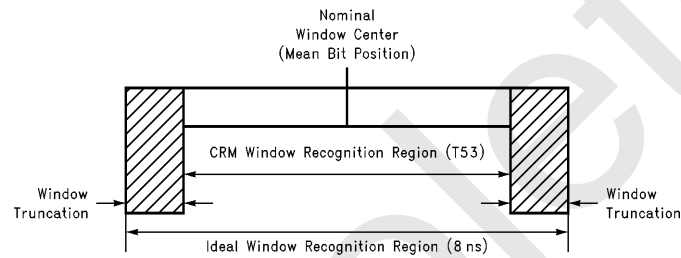 Nominal
Window Center
(Mean Bit Position)
CRM Window Recognition Region (T53)
Window
Truncation
Window
Truncation
Ideal Window Recognition Region (8 ns)